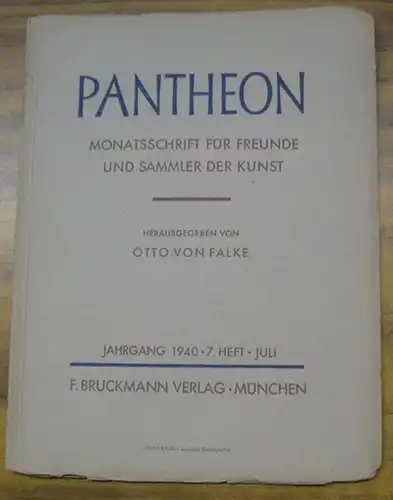 PANTHEON
MONATSSCHRIFT FÜR FREUNDE
UND SAMMLER DER KUNST
HERAUSGEGEBEN VON
OTTO VON FALKE
JAHRGANG 1940 · 7. HEFT · JULI
F. BRUCKMANN VERLAG · MÜNCHEN